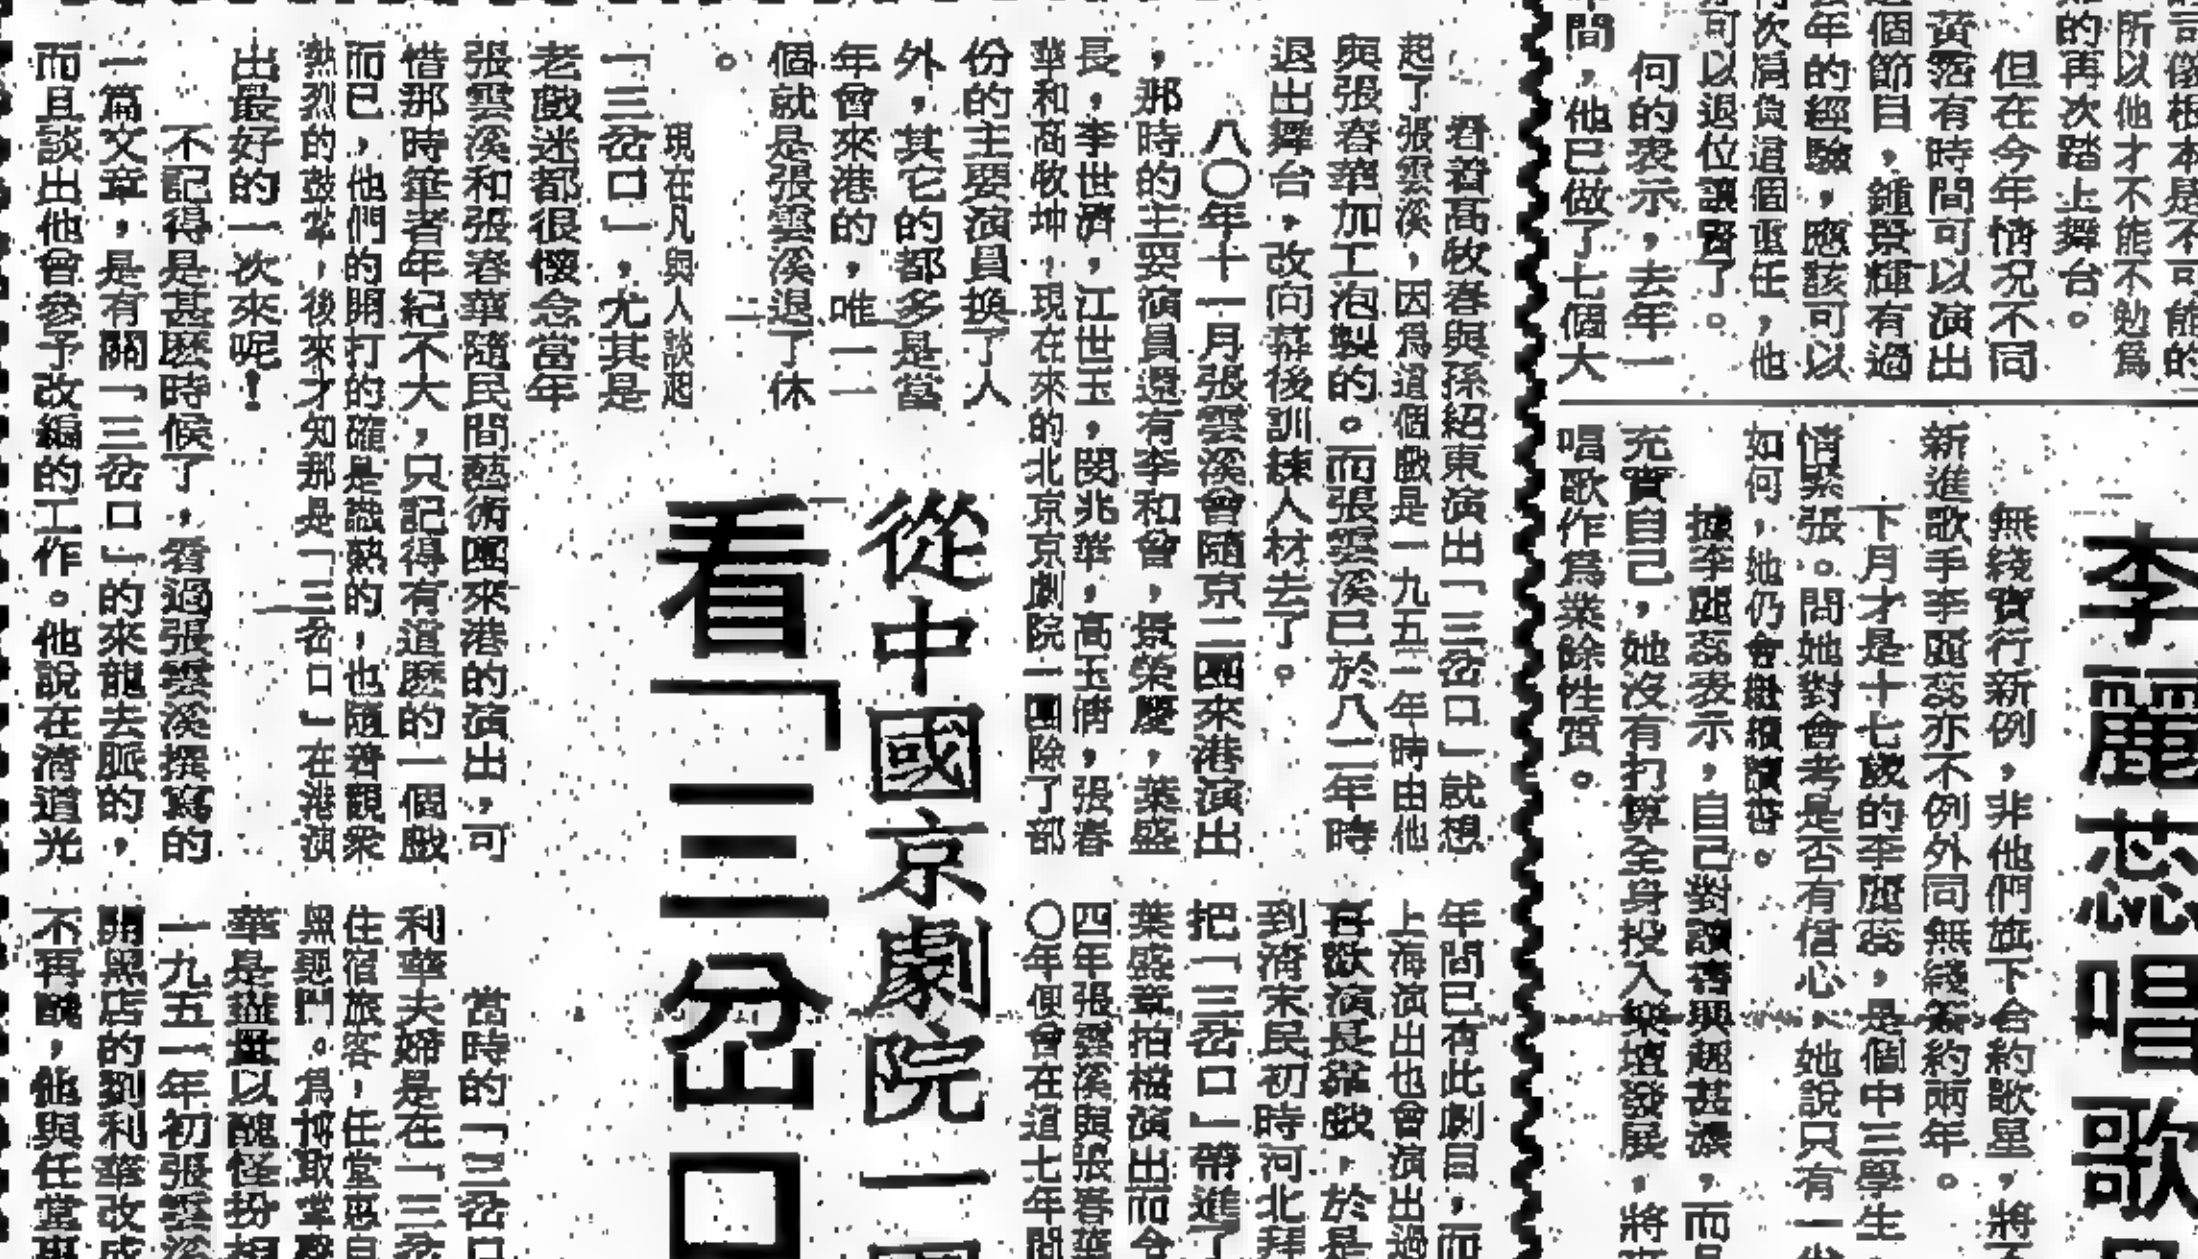 李麗蕊唱歌
無綫寶行新例，非他們旗下合約歌星，將
新進歌手李麗蕊亦不例外同無綫簽約兩年。
下月才是十七歲的李麗蕊，是個中三學生，
情緊張。問她對會考是否有信心，她說只有一
如何，她仍會繼續讀書。
據李麗蕊表示，自己對讀書興趣甚濃，而
充實自己，她沒有打算全身投入樂壇發展，將
唱歌作爲業餘性質。
所以他才不能不勉爲
的再次踏上舞台。
但在今年情況不同
黃霑有時間可以演出
個節目，鍾景輝有過
年的經驗，應該可以
次肩負這個重任，他
可以退位讓賢了。
何的表示，去年一
間，他已做了七個大
從中國京劇院一團
看「三岔口
看着高牧春與孫紹東演出「三岔口」就想
起了張雲溪，因爲這個戲是一九五一年時由他
與張春華加工泡製的。而張雲溪已於八二年時
退出舞台，改向幕後訓練人材去了。
八〇年十一月張雲溪曾隨京二團來港演出
，那時的主要演員還有李和曾，景榮慶，葉盛
長，李世濟，江世玉，閔兆華，高玉倩，張春
華和高牧坤，現在來的北京京劇院一團除了部
份的主要演員換了人
外，其它的都多是當
年曾來港的，唯一一
個就是張雲溪退了休
。
現在凡與人談起
「三岔口」，尤其是
老戲迷都很懷念當年
張雲溪和張春華隨民間藝術團來港的演出，可
惜那時筆者年紀不大，只記得有這麽的一個戲
而已，他們的開打的確是識熱的，也隨着觀衆
熱烈的鼓掌，後來才知那是「三岔口」在港演
出最好的一次來呢！
不記得是甚麽時候了，看過張雲溪撰寫的
一篇文章，是有關「三岔口」的來龍去脈的，
而且談出他曾參予改編的工作。他說在清道光
年間已有此劇目，而
上海演出也會演出過
喜歡演長靠戲，於是
到清末民初時河北
把「三岔口」帶進了
葉盛章拍檔演出而令
四年張雲溪與張春華
〇年便會在這七年間
當時的「三岔口
利華夫婦是在「三岔
住宿旅客，任堂惠自
黑惡鬥。爲博取掌聲
華是
以醜怪扮相
一九五一年初張雲溪
開黑店的劉利華改成
不再醜，他與任堂惠